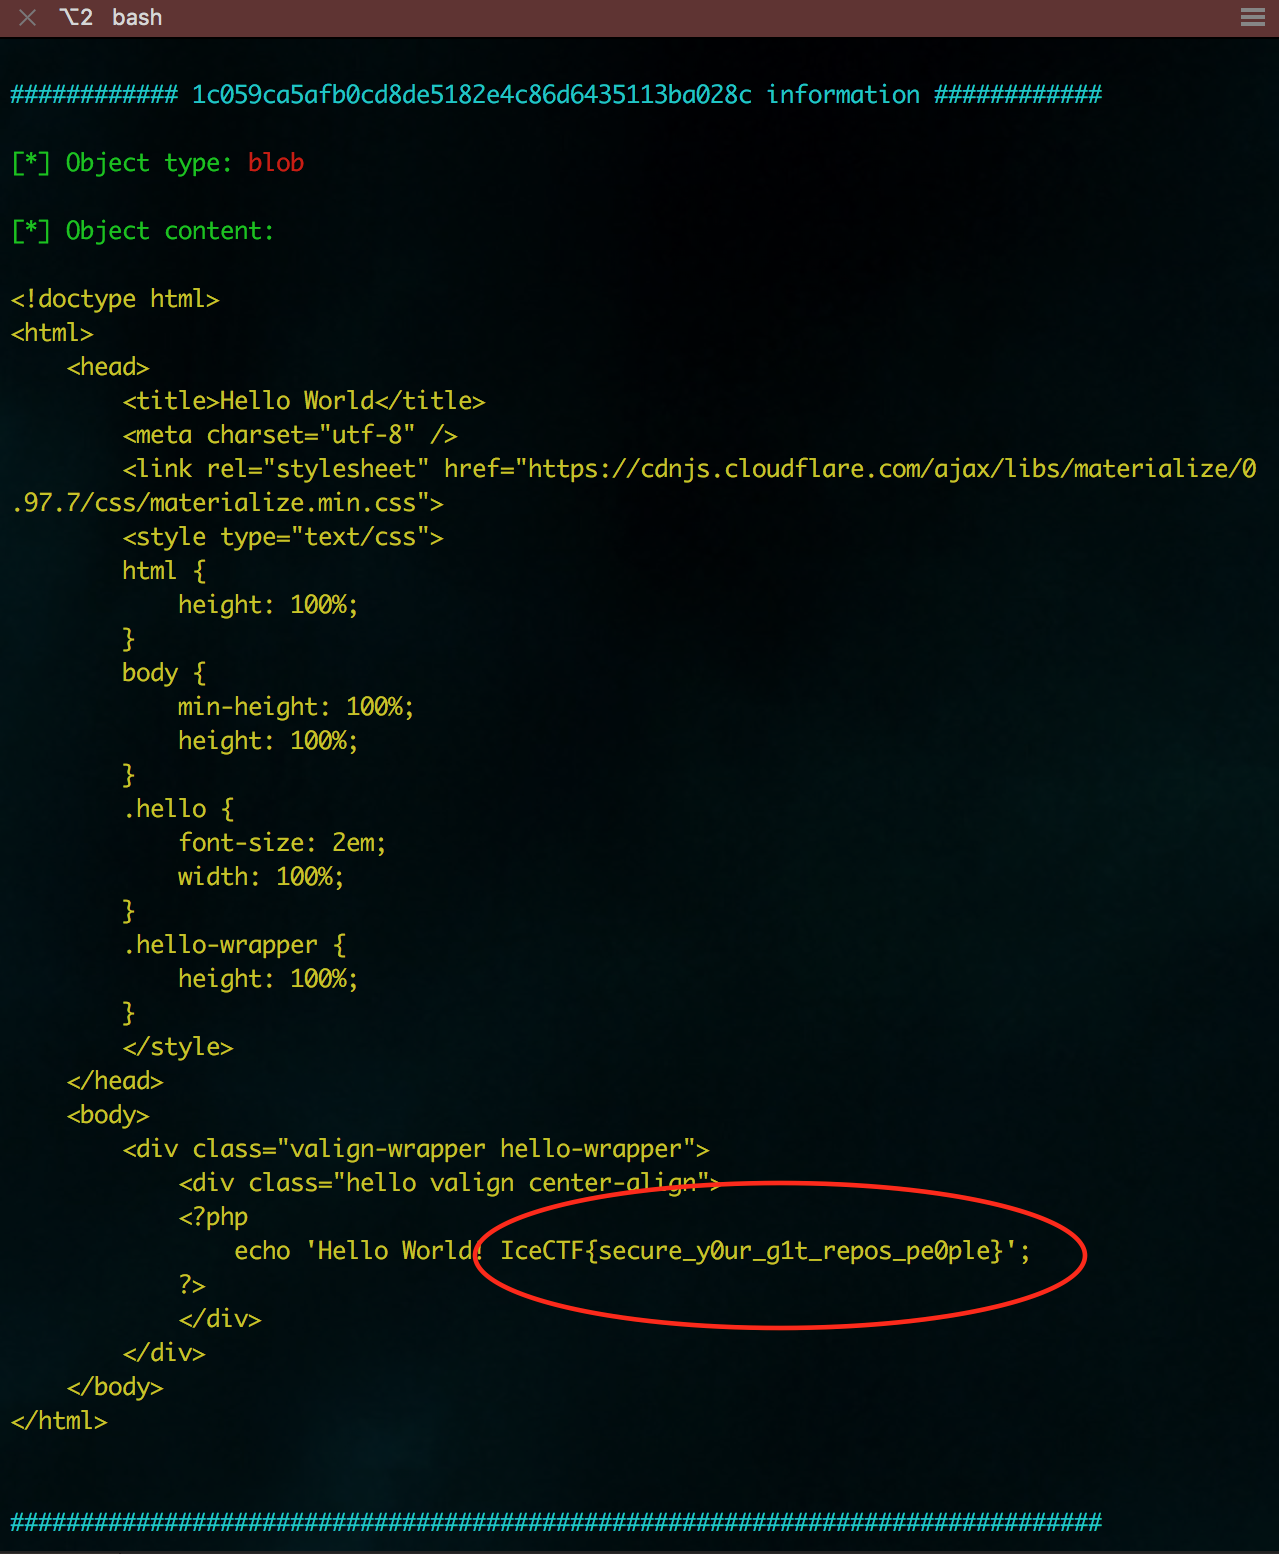 ⌥2 bash
############ 1c059ca5afb0cd8de5182e4c86d6435113ba028c information ############
[*] Object type: blob
[*] Object content:
<!doctype html>
<html>
    <head>
        <title>Hello World</title>
        <meta charset="utf-8" />
        <link rel="stylesheet" href="https://cdnjs.cloudflare.com/ajax/libs/materialize/0
.97.7/css/materialize.min.css">
        <style type="text/css">
        html {
            height: 100%;
        }
        body {
            min-height: 100%;
            height: 100%;
        }
        .hello {
            font-size: 2em;
            width: 100%;
        }
        .hello-wrapper {
            height: 100%;
        }
        </style>
    </head>
    <body>
        <div class="valign-wrapper hello-wrapper">
            <div class="hello valign center-align">
            <?php
                echo 'Hello World! IceCTF{secure_y0ur_g1t_repos_pe0ple}';
            ?>
            </div>
        </div>
    </body>
</html>
##############################################################################